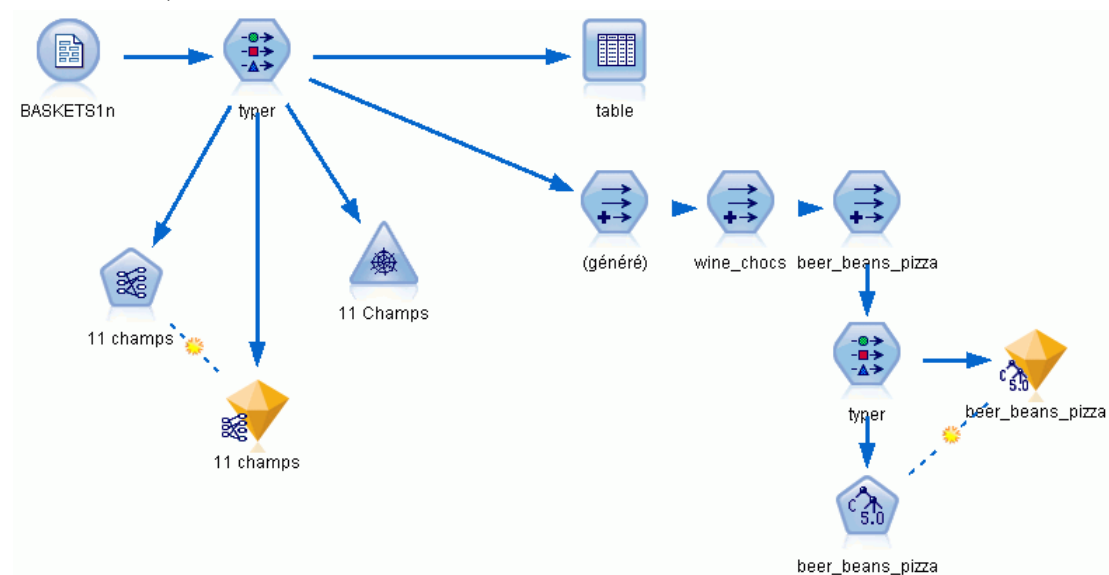 BASKETS1n
typer
table
(généré)
wine_chocs
beer_beans_pizza
11 champs
11 Champs
11 champs
typer
C 5.0
beer_beans_pizza
C 5.0
beer_beans_pizza